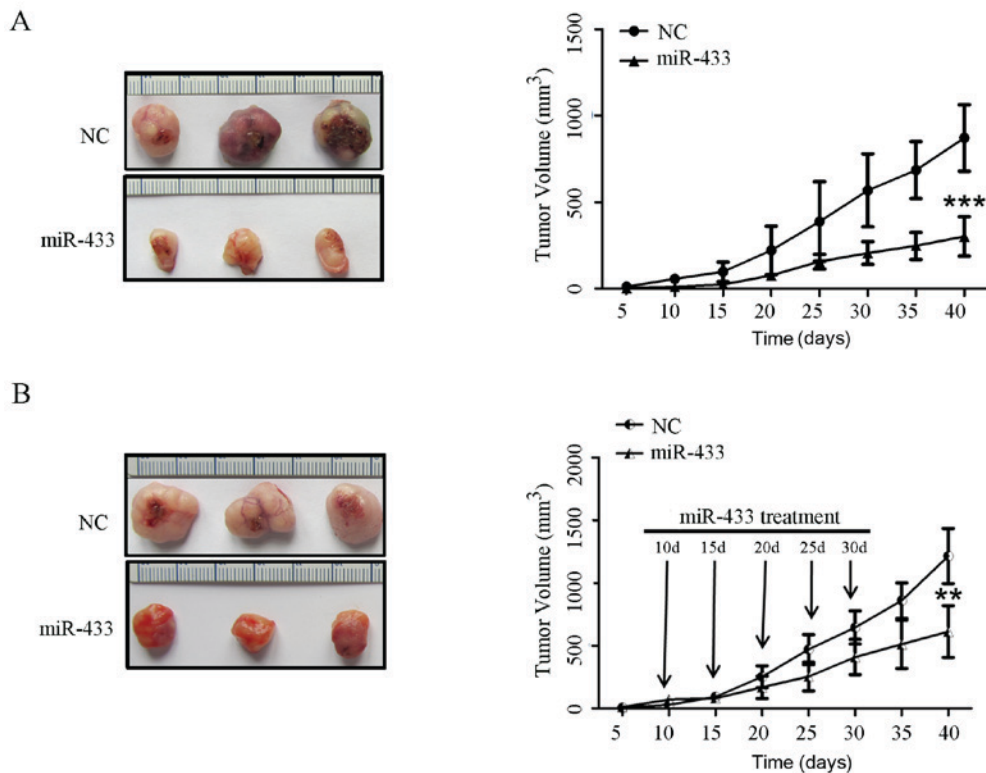 A
NC
miR-433
NC
miR-433
Tumor Volume (mm3)
1500
1000
500
0
5 10 15 20 25 30 35 40
Time (days)
***
B
NC
miR-433
NC
miR-433
Tumor Volume (mm3)
2000
1500
1000
500
0
miR-433 treatment
10d 15d 20d 25d 30d
5 10 15 20 25 30 35 40
Time (days)
**